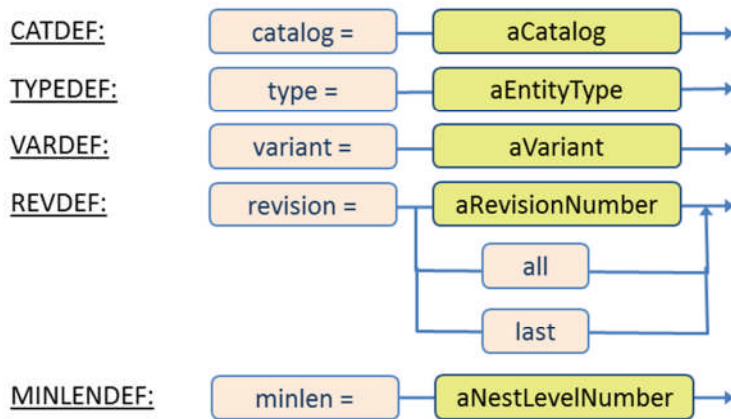 CATDEF: catalog = aCatalog
TYPEDEF: type = aEntityType
VARDEF: variant = aVariant
REVDEF: revision = aRevisionNumber
all
last
MINLENDEF: minlen = aNestLevelNumber